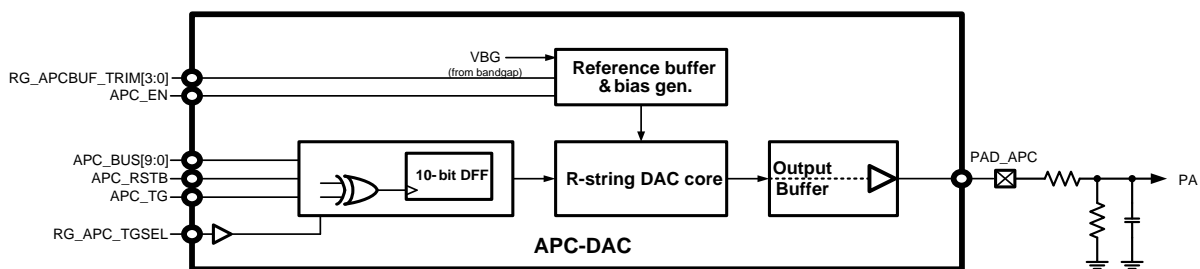 VBG
(from bandgap)
Reference buffer
& bias gen.
RG_APCBUF_TRIM[3:0]
APC_EN
APC_BUS[9:0]
APC_RSTB
APC_TG
RG_APC_TGSEL
10-bit DFF
R-string DAC core
Output
Buffer
PAD_APC
PA
APC-DAC